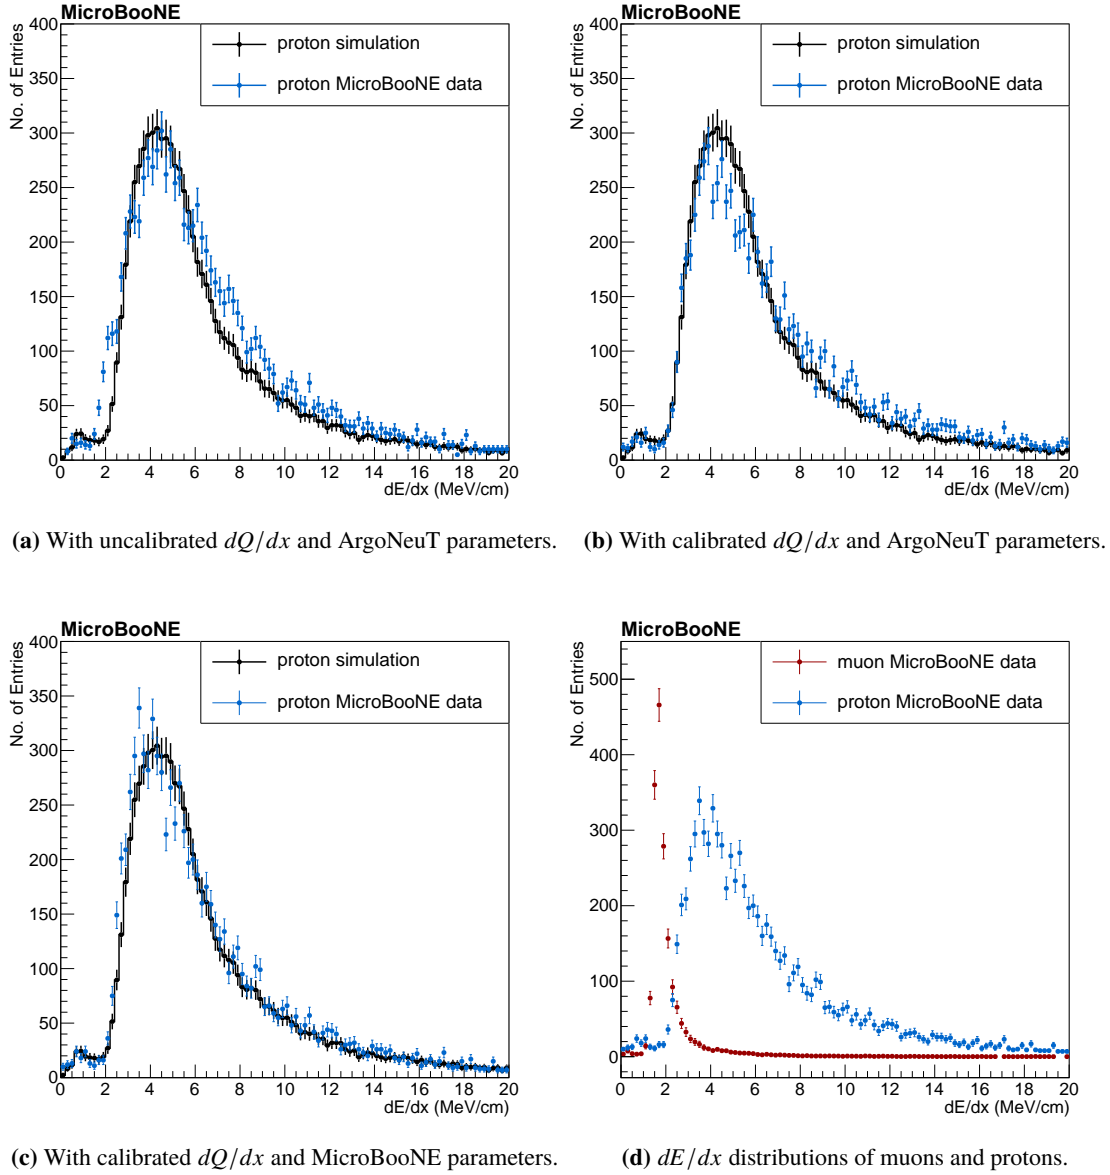 MicroBooNE
No. of Entries
400
350
300
250
200
150
100
50
0
proton simulation
proton MicroBooNE data
0 2 4 6 8 10 12 14 16 18 20
dE/dx (MeV/cm)
(a) With uncalibrated dQ/dx and ArgoNeuT parameters.
MicroBooNE
No. of Entries
400
350
300
250
200
150
100
50
0
proton simulation
proton MicroBooNE data
0 2 4 6 8 10 12 14 16 18 20
dE/dx (MeV/cm)
(b) With calibrated dQ/dx and ArgoNeuT parameters.
MicroBooNE
No. of Entries
400
350
300
250
200
150
100
50
0
proton simulation
proton MicroBooNE data
0 2 4 6 8 10 12 14 16 18 20
dE/dx (MeV/cm)
(c) With calibrated dQ/dx and MicroBooNE parameters.
MicroBooNE
No. of Entries
500
400
300
200
100
0
muon MicroBooNE data
proton MicroBooNE data
0 2 4 6 8 10 12 14 16 18 20
dE/dx (MeV/cm)
(d) dE/dx distributions of muons and protons.